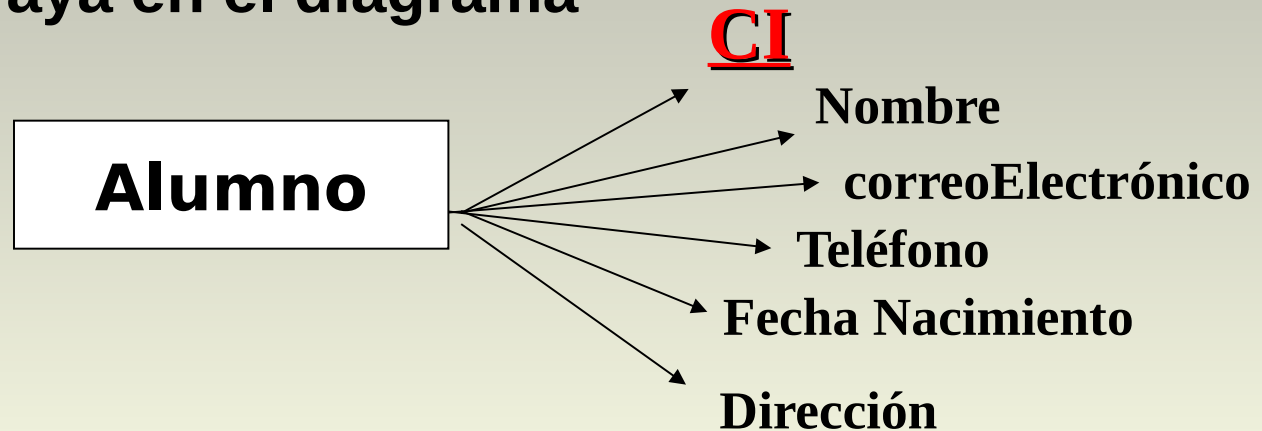 aya en el diagrama
CI
Nombre
Alumno
correoElectrónico
Teléfono
Fecha Nacimiento
Dirección